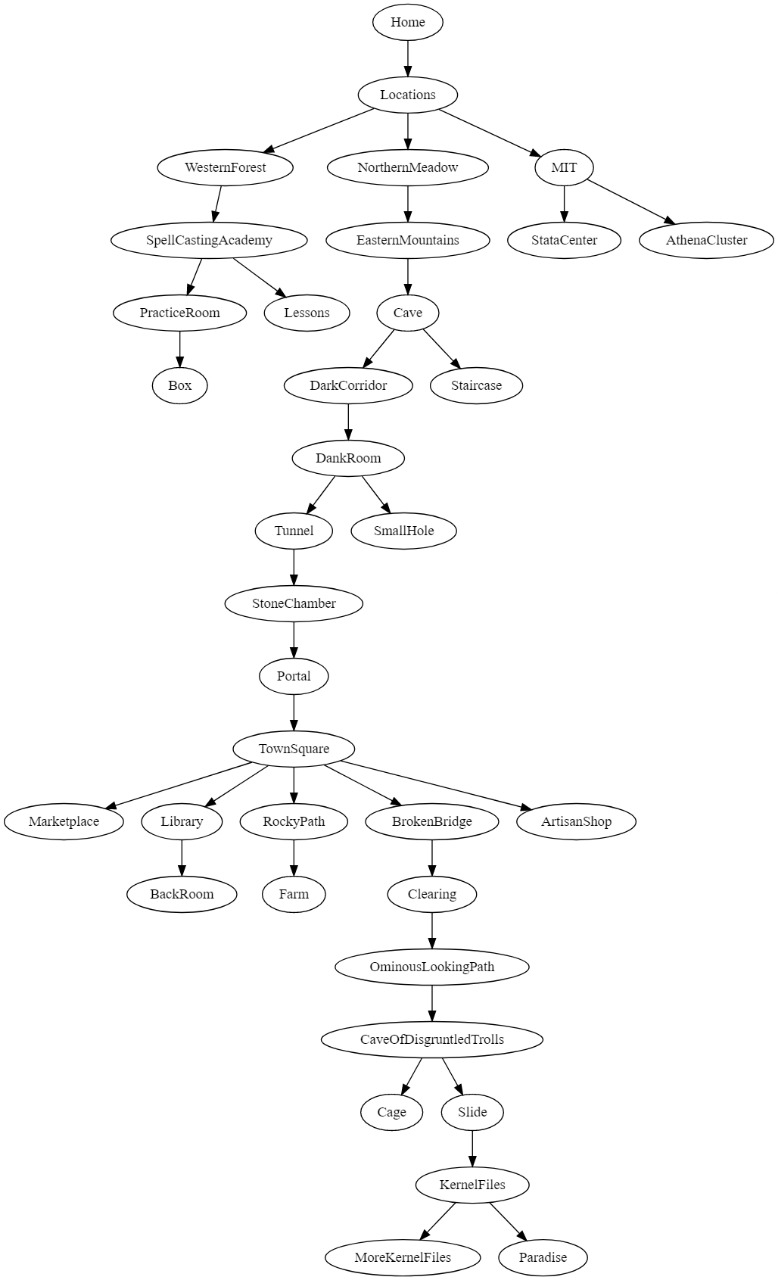 Home
Locations
WesternForest
NorthernMeadow
MIT
SpellCastingAcademy
EasternMountains
StataCenter
AthenaCluster
PracticeRoom
Lessons
Cave
Box
DarkCorridor
Staircase
DankRoom
Tunnel
SmallHole
StoneChamber
Portal
TownSquare
Marketplace
Library
RockyPath
BrokenBridge
ArtisanShop
BackRoom
Farm
Clearing
OminousLookingPath
CaveOfDisgruntledTrolls
Cage
Slide
KernelFiles
MoreKernelFiles
Paradise